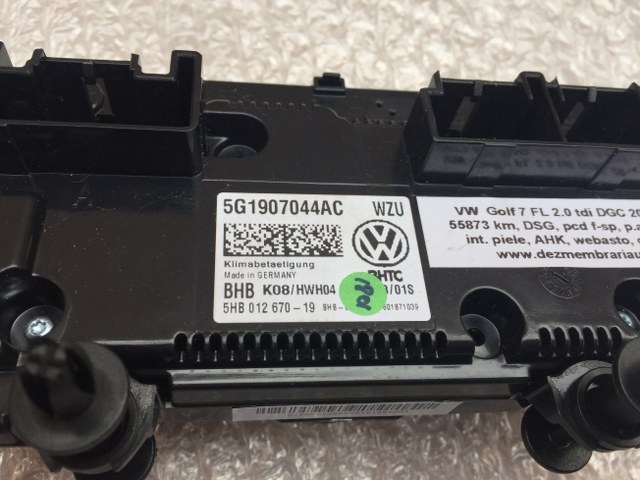 5G1907044AC WZU
Klimabetaetigung
Made in GERMANY
BHTC
BHB K08/HWH04 /01S
5HB 012 670-19
VW Golf 7 FL 2.0 tdi DGC
55873 km, DSG, pcd f-sp, p.a
int. piele, AHK, webasto,
www.dezmembrariau